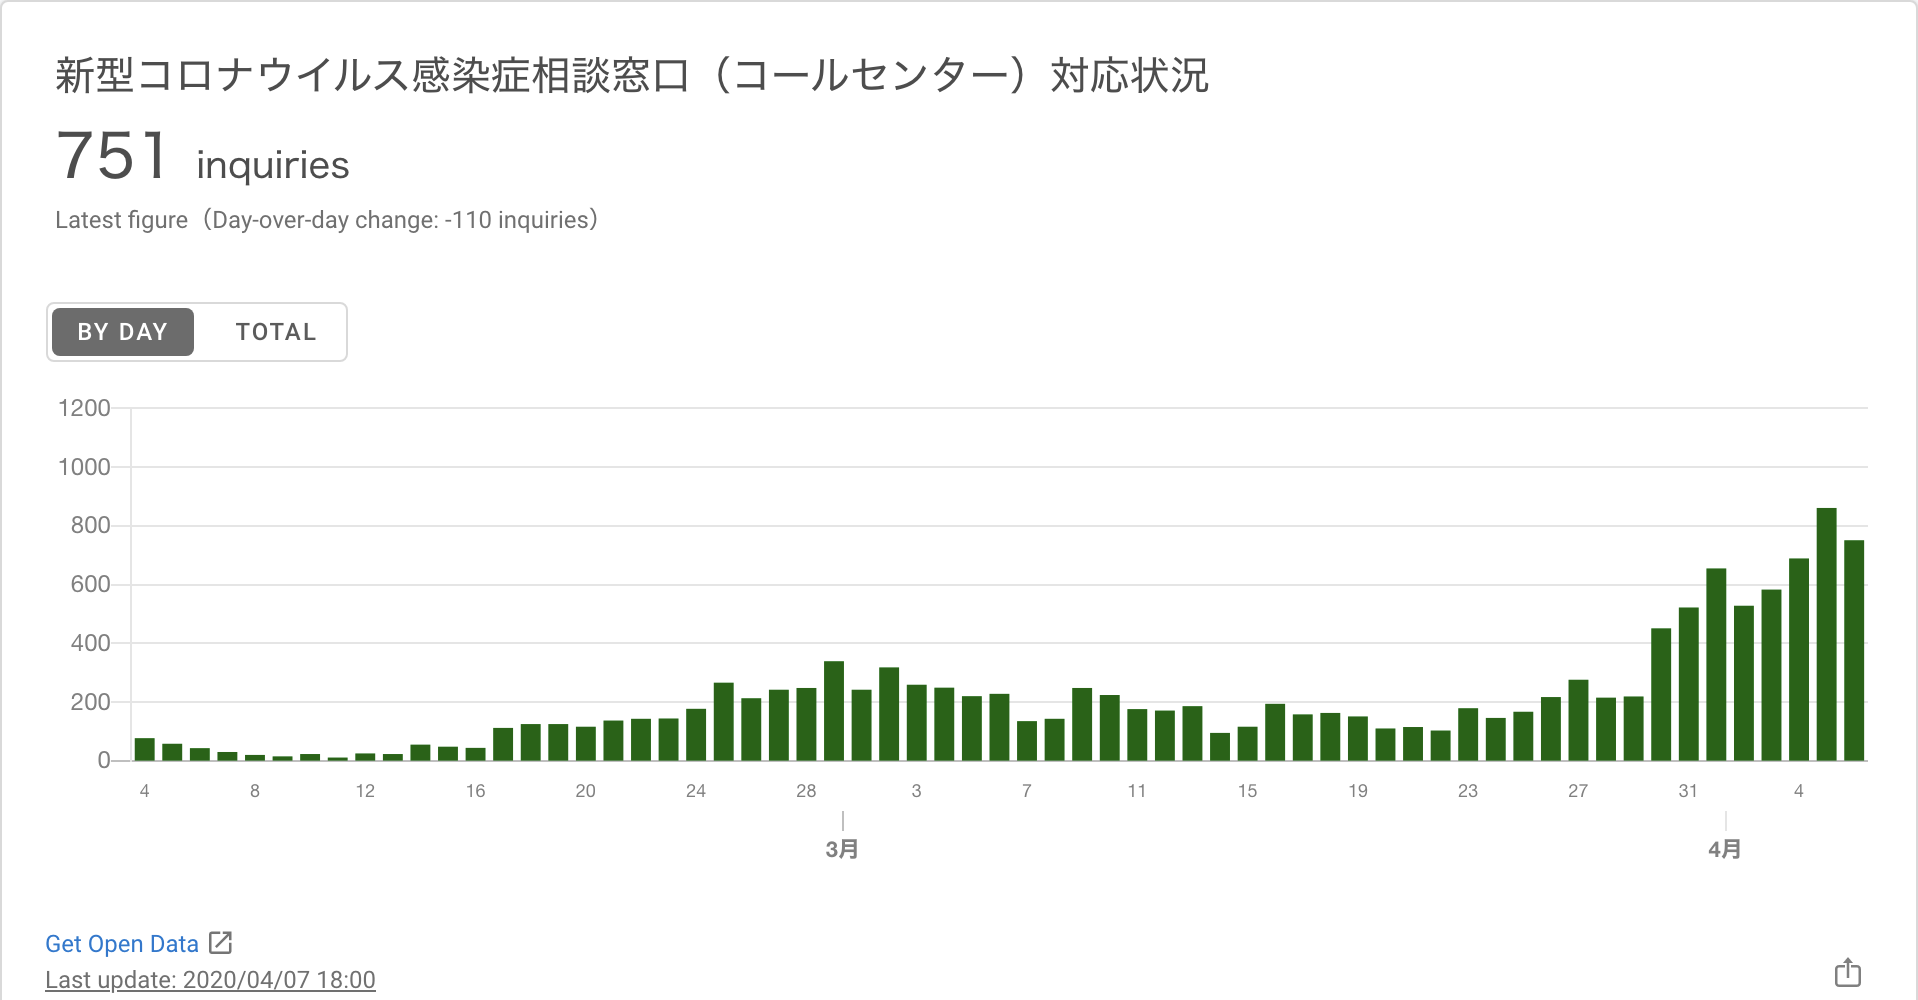 新型コロナウイルス感染症相談窓口（コールセンター）対応状況
751 inquiries
Latest figure（Day-over-day change: -110 inquiries）
BY DAY TOTAL
1200
1000
800
600
400
200
0
4 8 12 16 20 24 28 3 7 11 15 19 23 27 31 4
3月 4月
Get Open Data
Last update: 2020/04/07 18:00